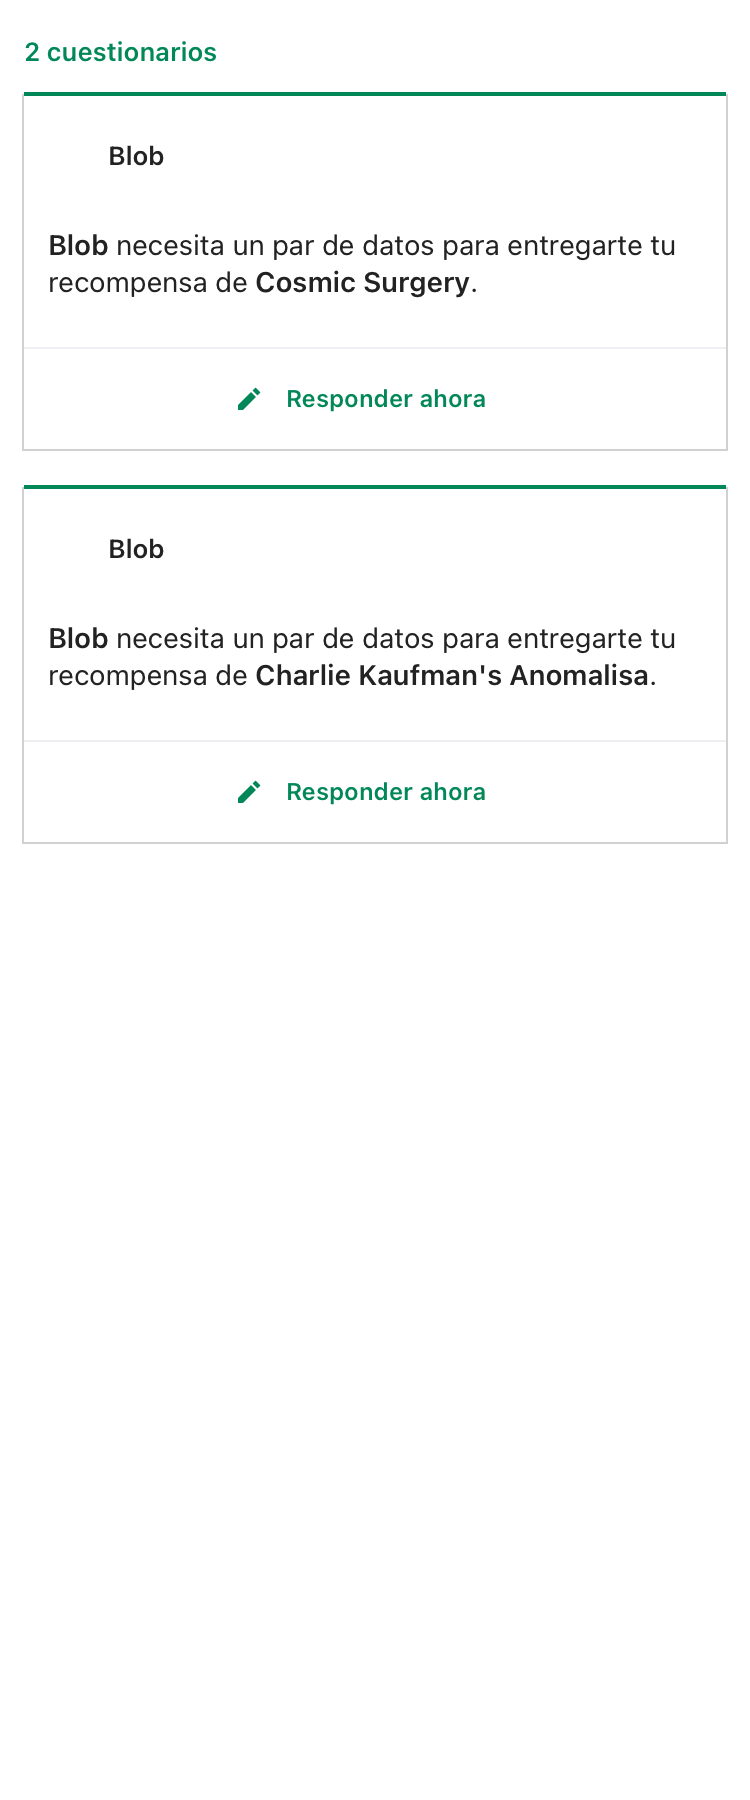 2 cuestionarios
Blob
Blob necesita un par de datos para entregarte tu
recompensa de Cosmic Surgery.
Responder ahora
Blob
Blob necesita un par de datos para entregarte tu
recompensa de Charlie Kaufman's Anomalisa.
Responder ahora